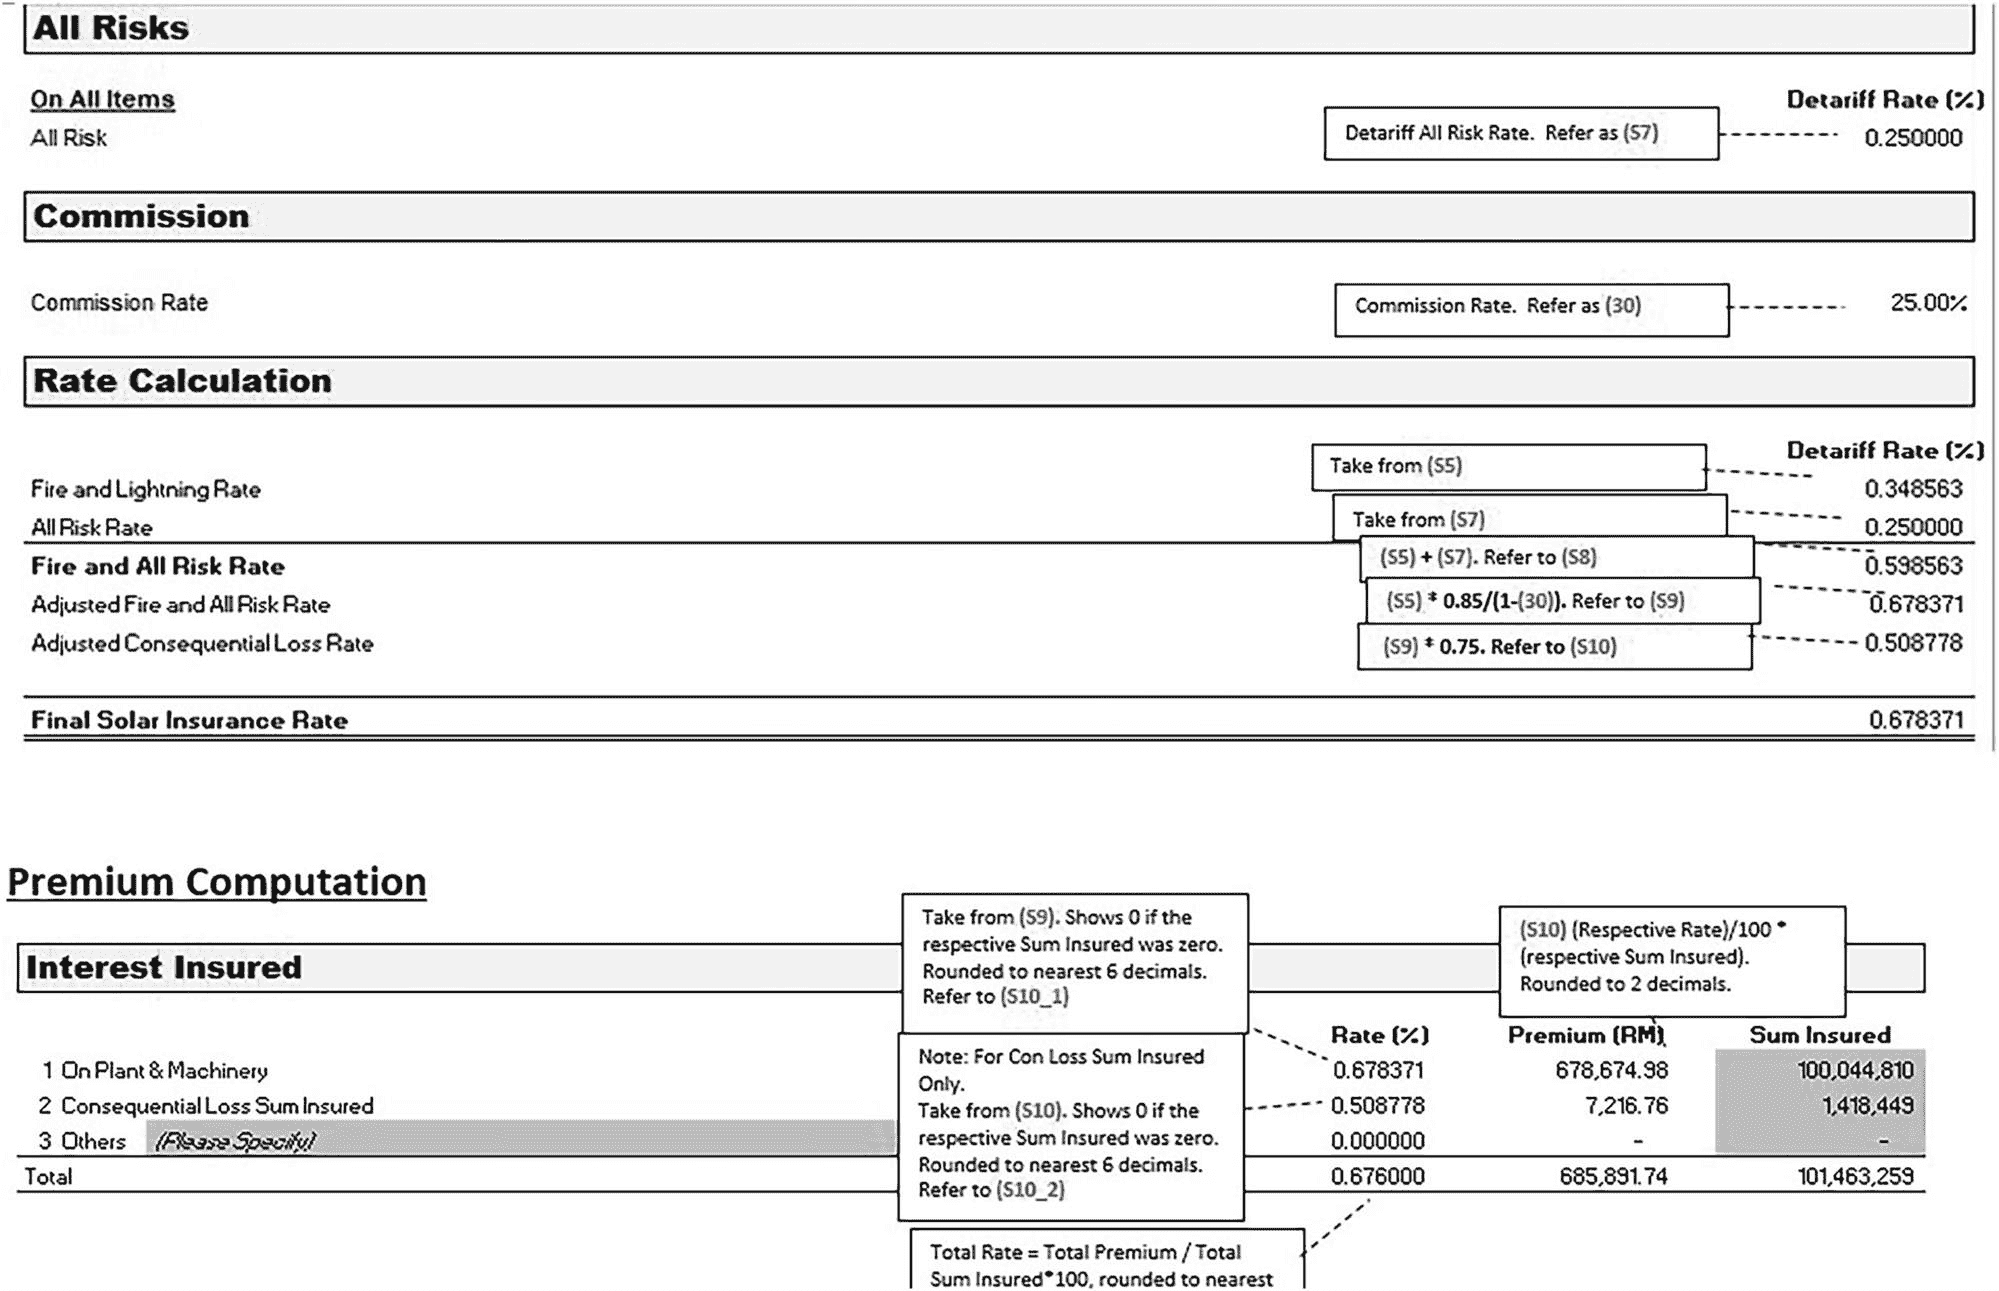 All Risks
On All Items
Detariff Rate (%)
All Risk
Detariff All Risk Rate. Refer as (S7)
0.250000
Commission
Commission Rate
Commission Rate. Refer as (30)
25.00%
Rate Calculation
Detariff Rate (%)
Fire and Lightning Rate
Take from (S5)
0.348563
All Risk Rate
Take from (S7)
0.250000
Fire and All Risk Rate
(S5) + (S7). Refer to (S8)
0.598563
Adjusted Fire and All Risk Rate
(S5) * 0.85/(1-(30)). Refer to (S9)
0.678371
Adjusted Consequential Loss Rate
(S9) * 0.75. Refer to (S10)
0.508778
Final Solar Insurance Rate
0.678371
Premium Computation
Interest Insured
Take from (S9). Shows 0 if the
respective Sum Insured was zero.
Rounded to nearest 6 decimals.
Refer to (S10_1)
(S10) (Respective Rate)/100 *
(respective Sum Insured).
Rounded to 2 decimals.
Rate (%) Premium (RM) Sum Insured
1 On Plant & Machinery
0.678371 678,674.98 100,044,810
2 Consequential Loss Sum Insured
0.508778 7,216.76 1,418,449
3 Others (Please Specify)
0.000000 - -
Note: For Con Loss Sum Insured
Only.
Take from (S10). Shows 0 if the
respective Sum Insured was zero.
Rounded to nearest 6 decimals.
Refer to (S10_2)
Total
0.676000 685,891.74 101,463,259
Total Rate = Total Premium / Total
Sum Insured*100, rounded to nearest